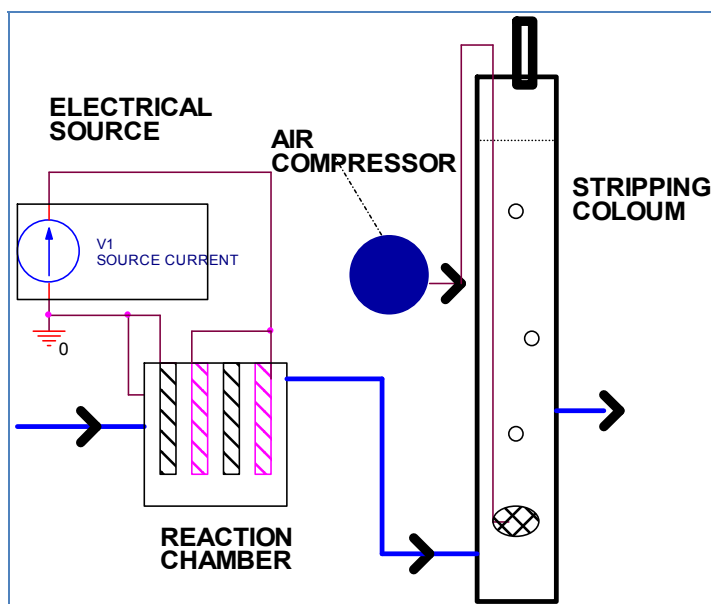 ELECTRICAL
SOURCE
AIR
COMPRESSOR
STRIPPING
COLOUM
V1
SOURCE CURRENT
0
REACTION
CHAMBER